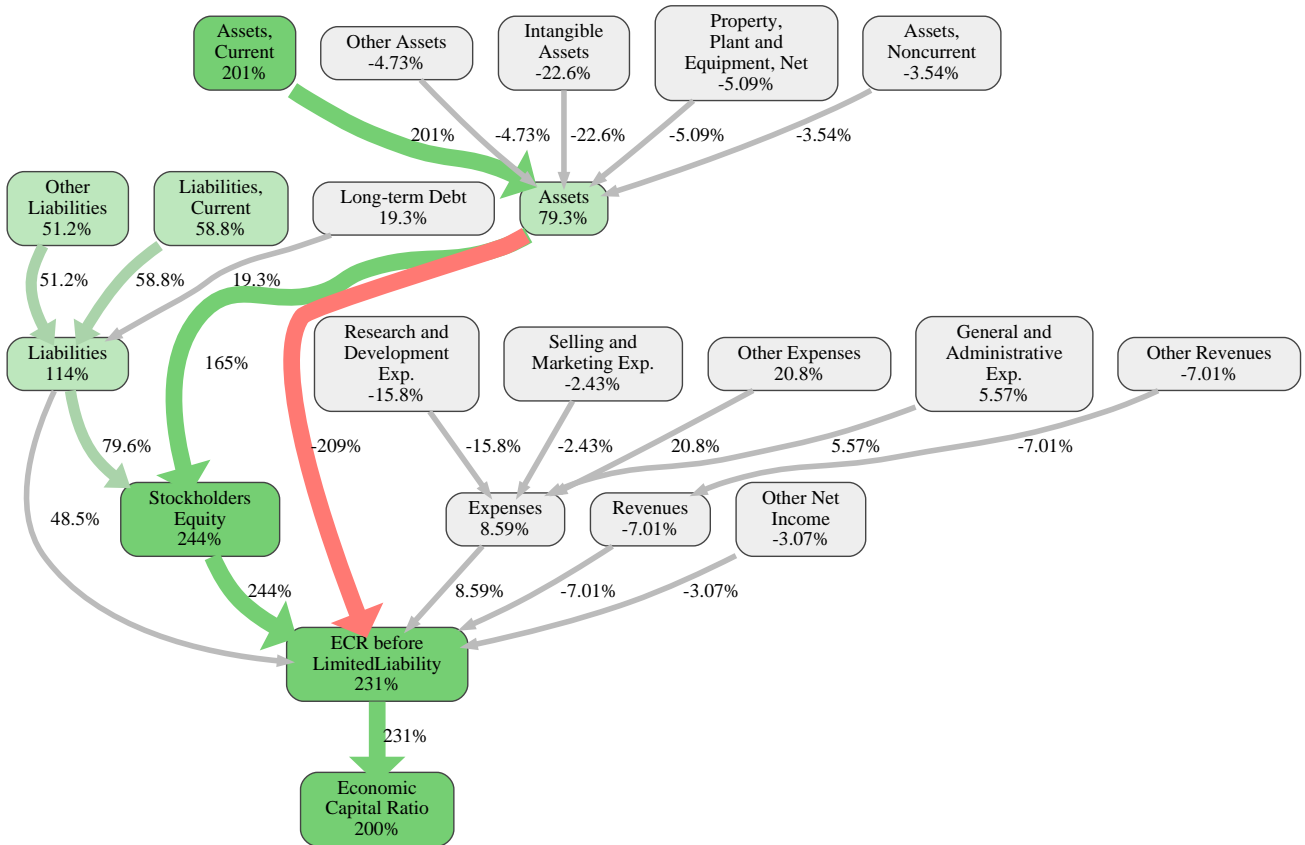 Assets,
Current
201%
Other Assets
-4.73%
Intangible
Assets
-22.6%
Property,
Plant and
Equipment, Net
-5.09%
Assets,
Noncurrent
-3.54%
201%
-4.73%
-22.6%
-5.09%
-3.54%
Other
Liabilities
51.2%
Liabilities,
Current
58.8%
Long-term Debt
19.3%
Assets
79.3%
51.2%
58.8%
19.3%
Liabilities
114%
165%
Research and
Development
Exp.
-15.8%
Selling and
Marketing Exp.
-2.43%
Other Expenses
20.8%
General and
Administrative
Exp.
5.57%
Other Revenues
-7.01%
79.6%
-209%
-15.8%
-2.43%
20.8%
5.57%
-7.01%
48.5%
Stockholders
Equity
244%
Expenses
8.59%
Revenues
-7.01%
Other Net
Income
-3.07%
244%
8.59%
-7.01%
-3.07%
ECR before
LimitedLiability
231%
231%
Economic
Capital Ratio
200%